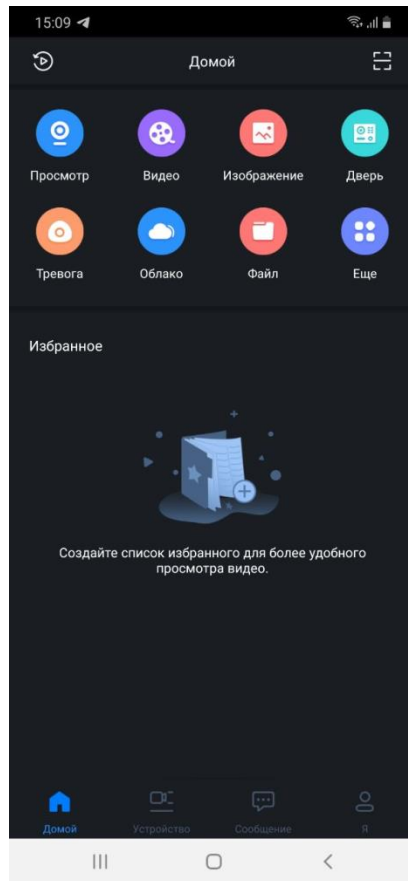 15:09
Домой
Просмотр Видео Изображение Дверь
Тревога Облако Файл Еще
Избранное
Создайте список избранного для более удобного
просмотра видео.
Домой Устройство Сообщение Я